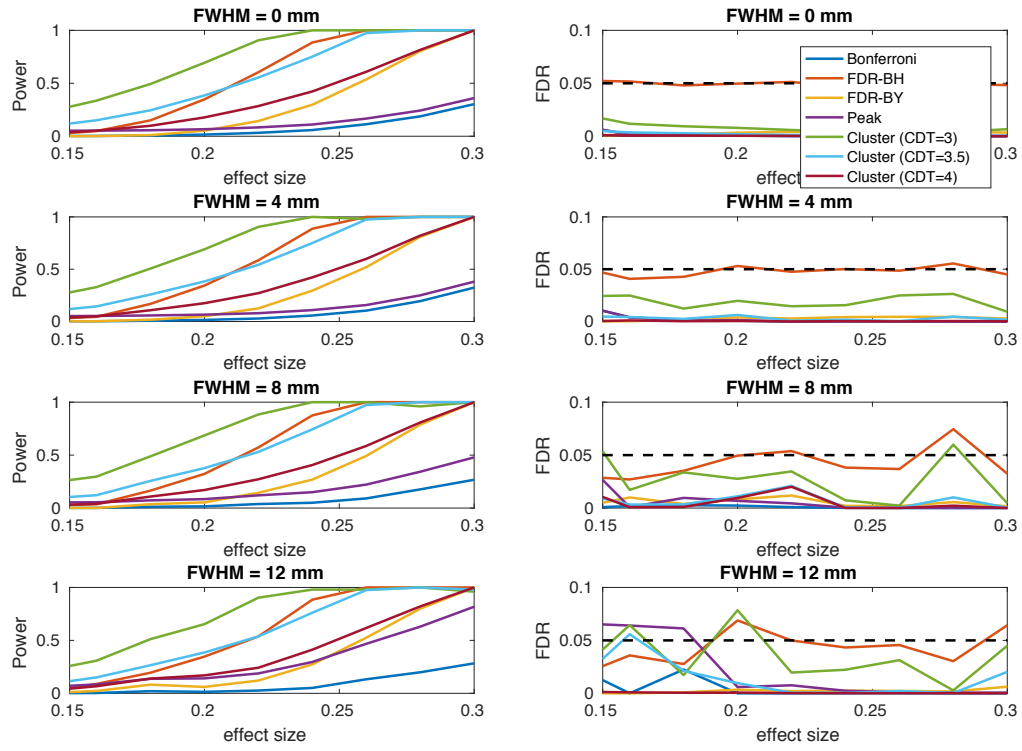 FWHM = 0 mm
1
0.5
0
Power
0.15
0.2
0.25
0.3
effect size
FWHM = 0 mm
0.1
0.05
0
FDR
0.15
0.3
effect size
Bonferroni
FDR-BH
FDR-BY
Peak
Cluster (CDT=3)
Cluster (CDT=3.5)
Cluster (CDT=4)
FWHM = 4 mm
1
0.5
0
Power
0.15
0.2
0.25
0.3
effect size
FWHM = 4 mm
0.1
0.05
0
FDR
0.15
0.2
0.25
0.3
effect size
FWHM = 8 mm
1
0.5
0
Power
0.15
0.2
0.25
0.3
effect size
FWHM = 8 mm
0.1
0.05
0
FDR
0.15
0.2
0.25
0.3
effect size
FWHM = 12 mm
1
0.5
0
Power
0.15
0.2
0.25
0.3
effect size
FWHM = 12 mm
0.1
0.05
0
FDR
0.15
0.2
0.25
0.3
effect size